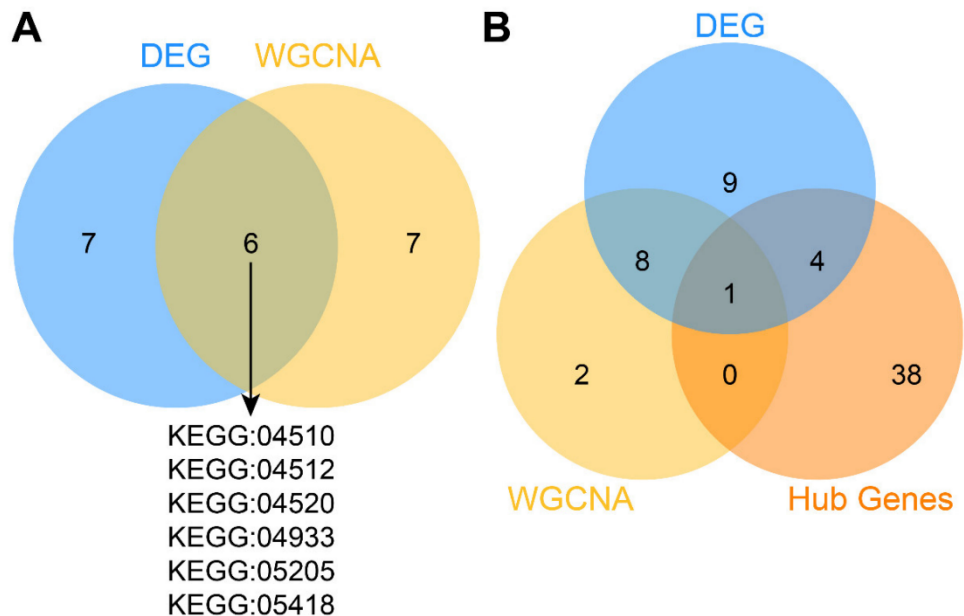 A
DEG WGCNA
7 6 7
KEGG:04510
KEGG:04512
KEGG:04520
KEGG:04933
KEGG:05205
KEGG:05418
B
DEG
9
8 4
1
2 0 38
WGCNA Hub Genes